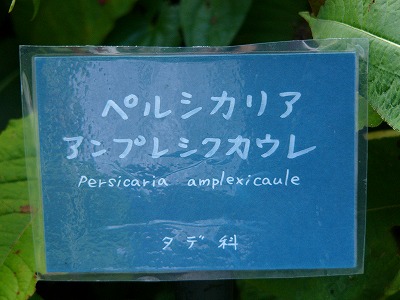 ペルシカリア
アンプレシクカウレ
Persicaria amplexicaule
タデ科